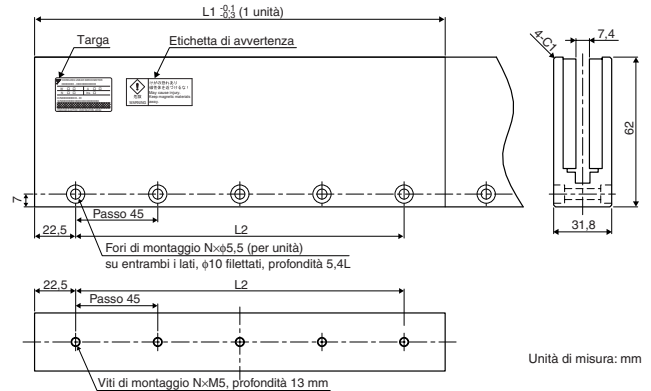 L1 -0,1 -0,3 (1 unità)
Targa
Etichetta di avvertenza
4-C1
7,4
62
7
Passo 45
22,5
L2
31,8
Fori di montaggio N×ϕ5,5 (per unità)
su entrambi i lati, ϕ10 filettati, profondità 5,4L
22,5
L2
Passo 45
Viti di montaggio N×M5, profondità 13 mm
Unità di misura: mm